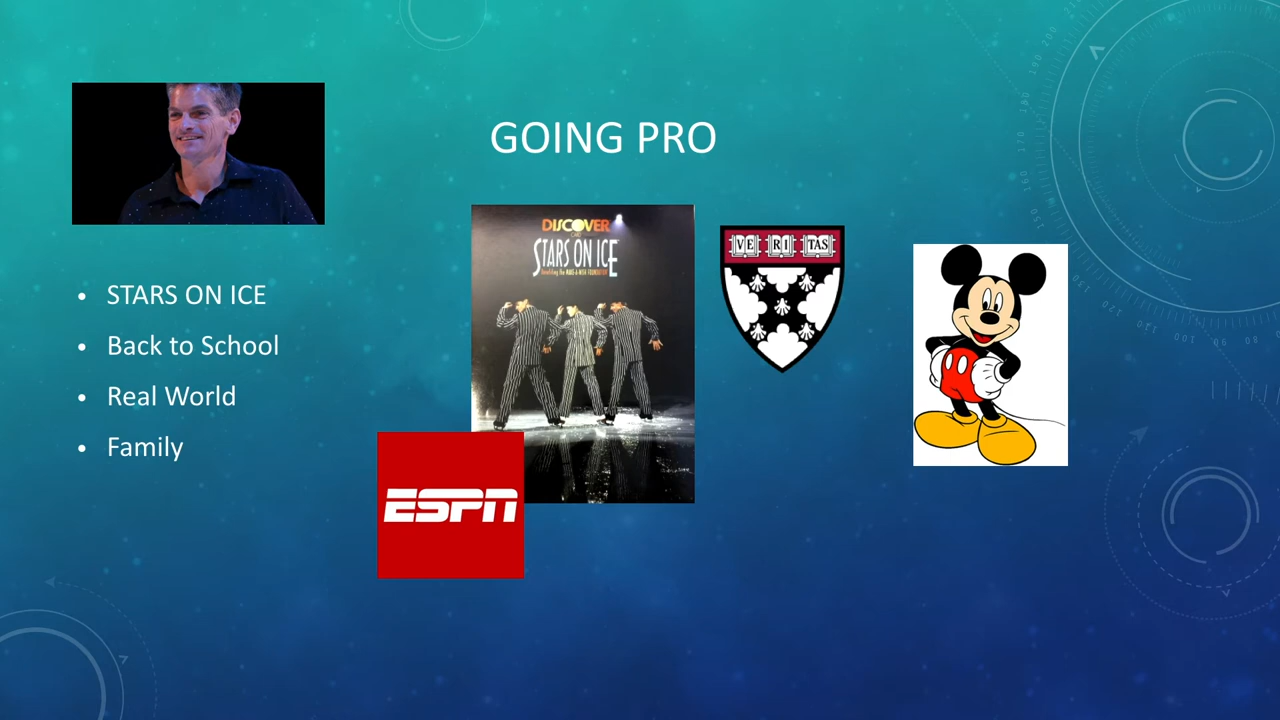 GOING PRO
• STARS ON ICE
• Back to School
• Real World
• Family
DISCOVER
STARS ON ICE
VE RI TAS
ESPN